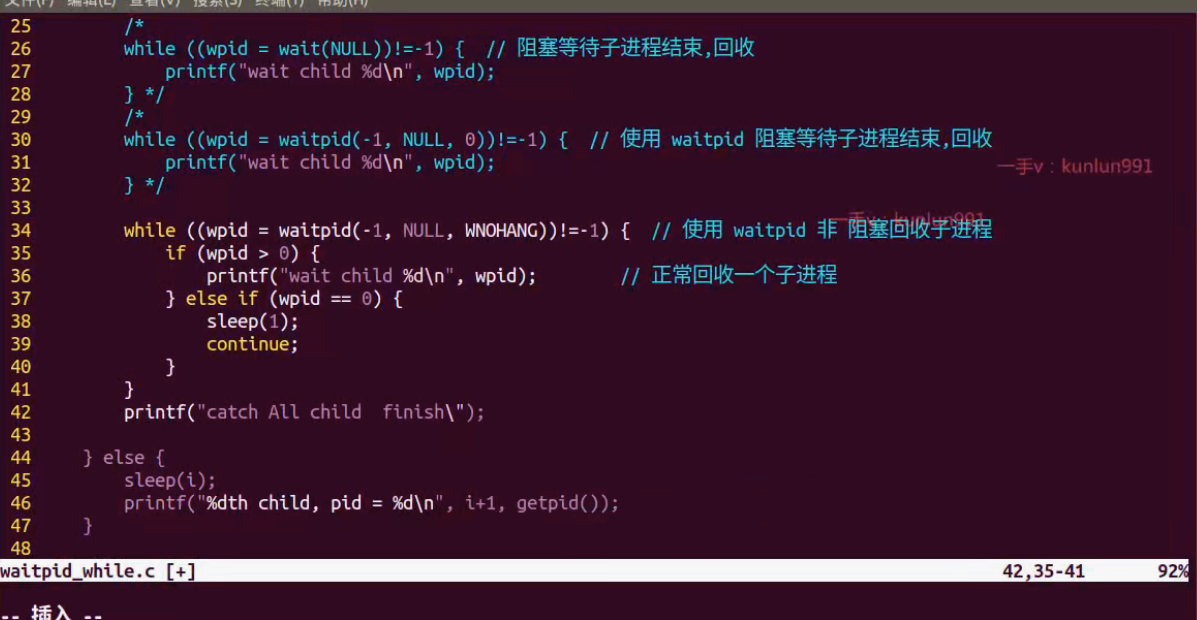 文件(F) 编辑(E) 查看(V) 搜索(S) 终端(T) 帮助(H)
25 /*
26 while ((wpid = wait(NULL))!=-1) { // 阻塞等待子进程结束,回收
27 printf("wait child %d\n", wpid);
28 } */
29 /*
30 while ((wpid = waitpid(-1, NULL, 0))!=-1) { // 使用 waitpid 阻塞等待子进程结束,回收
31 printf("wait child %d\n", wpid);
一手v：kunlun991
32 } */
33
一手v：kunlun991
34 while ((wpid = waitpid(-1, NULL, WNOHANG))!=-1) { // 使用 waitpid 非 阻塞回收子进程
35 if (wpid > 0) {
36 printf("wait child %d\n", wpid); // 正常回收一个子进程
37 } else if (wpid == 0) {
38 sleep(1);
39 continue;
40 }
41 }
42 printf("catch All child  finish\");
43
44 } else {
45 sleep(i);
46 printf("%dth child, pid = %d\n", i+1, getpid());
47 }
48
waitpid_while.c [+] 42,35-41 92%
-- 插入 --